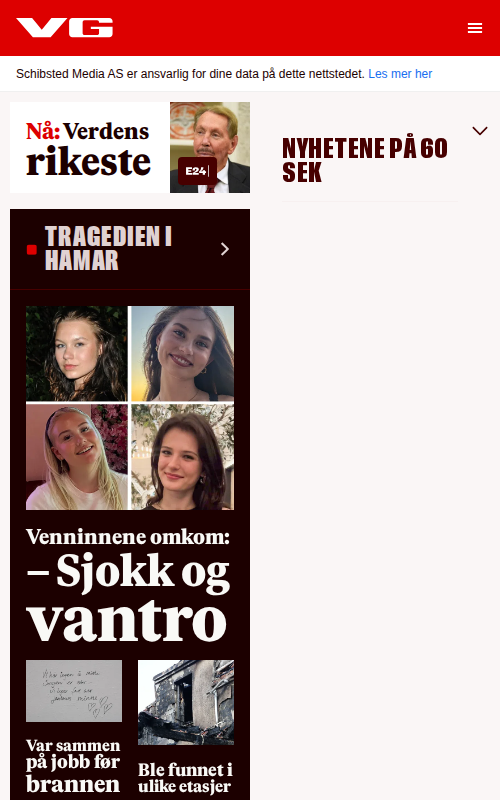 VG
Schibsted Media AS er ansvarlig for dine data på dette nettstedet. Les mer her
Nå: Verdens
rikeste
E24
NYHETENE PÅ 60
SEK
TRAGEDIEN I
HAMAR
Venninnene omkom:
– Sjokk og
vantro
Var sammen
på jobb før
brannen
Ble funnet i
ulike etasjer